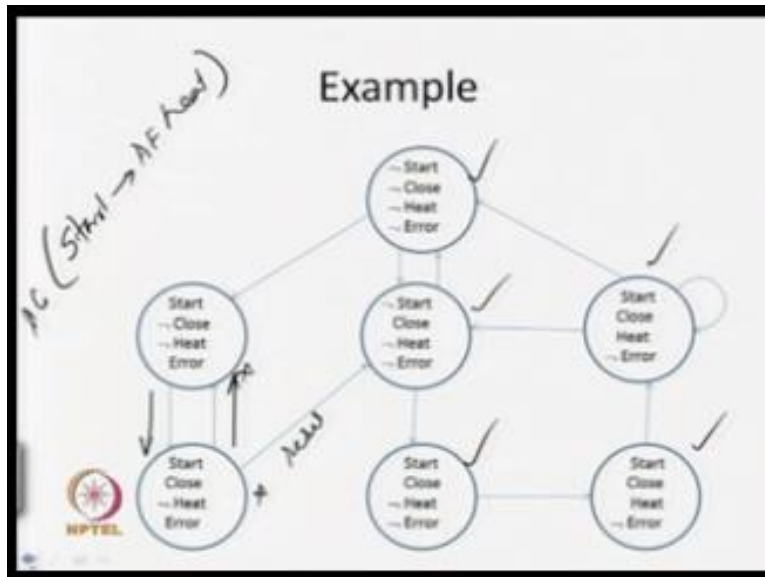 Example
AG (Start → AF heat)
¬ Start
¬ Close
¬ Heat
¬ Error
Start
¬ Close
¬ Heat
Error
¬ Start
Close
¬ Heat
¬ Error
Start
Close
Heat
¬ Error
Start
Close
¬ Heat
Error
Start
Close
¬ Heat
¬ Error
Start
Close
Heat
¬ Error
NPTEL